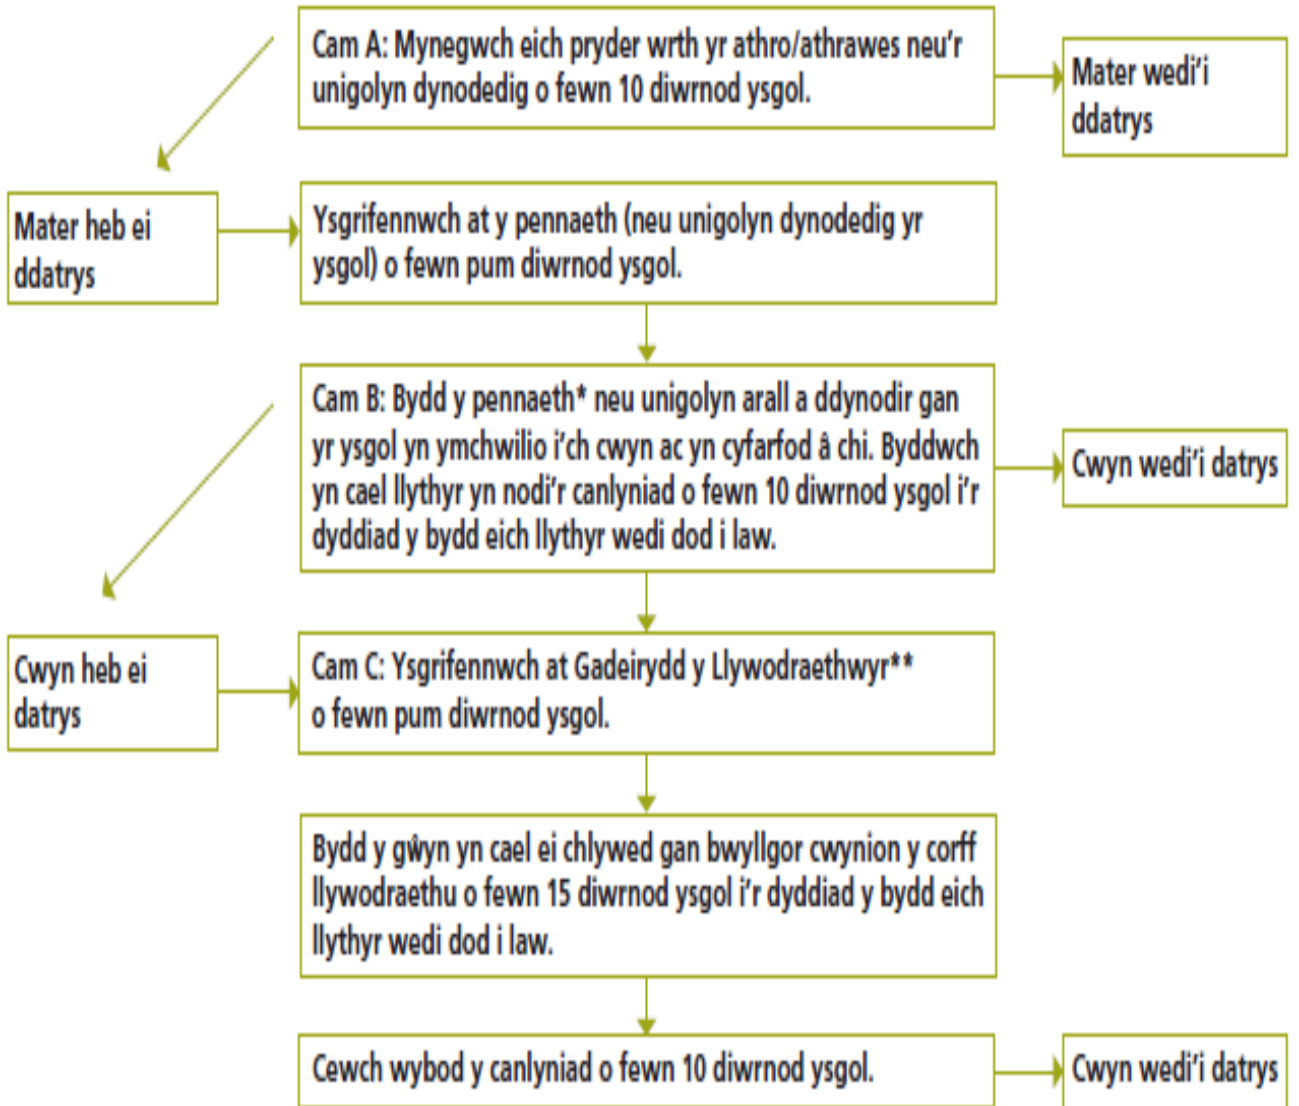 Cam A: Mynegwch eich pryder wrth yr athro/athrawes neu'r
unigolyn dynodedig o fewn 10 diwrnod ysgol.
Mater wedi'i
ddatrys
Mater heb ei
ddatrys
Ysgrifennwch at y pennaeth (neu unigolyn dynodedig yr
ysgol) o fewn pum diwrnod ysgol.
Cam B: Bydd y pennaeth* neu unigolyn arall a ddynodir gan
yr ysgol yn ymchwilio i'ch cwyn ac yn cyfarfod â chi. Byddwch
yn cael llythyr yn nodi'r canlyniad o fewn 10 diwrnod ysgol i'r
dyddiad y bydd eich llythyr wedi dod i law.
Cwyn wedi'i datrys
Cwyn heb ei
datrys
Cam C: Ysgrifennwch at Gadeirydd y Llywodraethwyr**
o fewn pum diwrnod ysgol.
Bydd y gŵyn yn cael ei chlywed gan bwyllgor cwynion y corff
llywodraethu o fewn 15 diwrnod ysgol i'r dyddiad y bydd eich
llythyr wedi dod i law.
Cewch wybod y canlyniad o fewn 10 diwrnod ysgol.
Cwyn wedi'i datrys